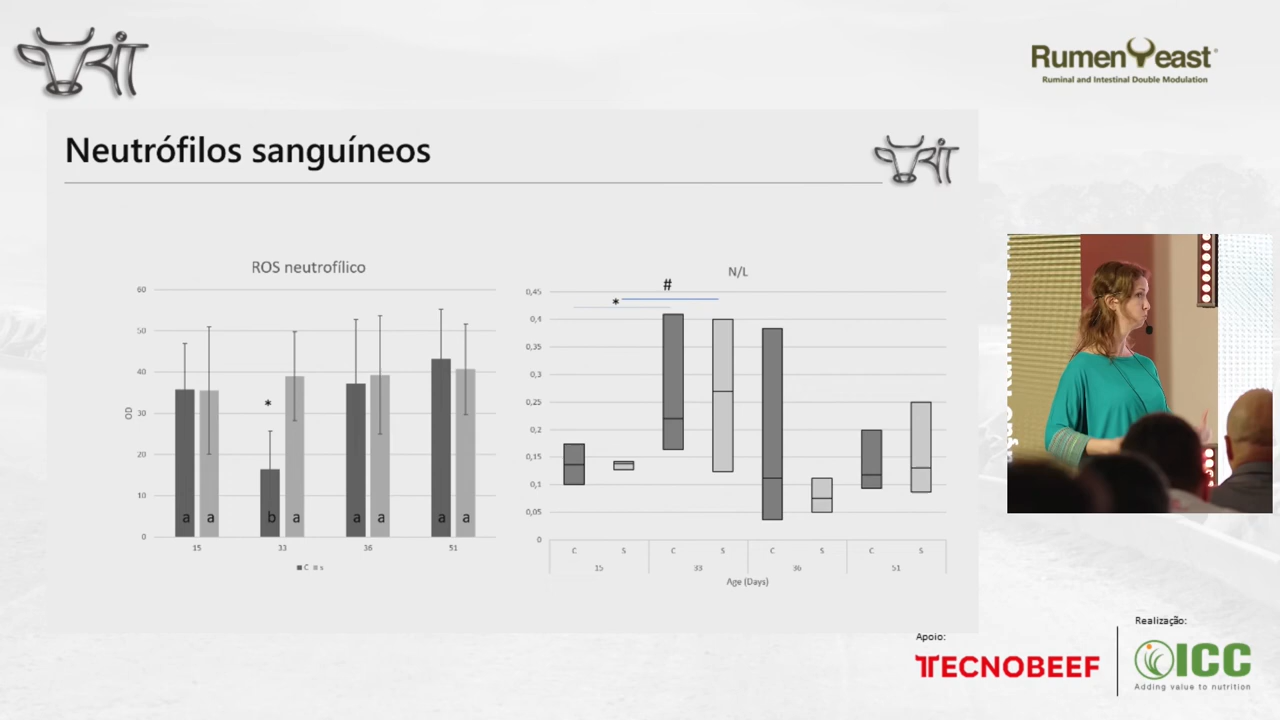 RIT
RumenYeast
Ruminal and Intestinal Double Modulation
Neutrófilos sanguíneos
RIT
ROS neutrofílico
60
50
40
30
20
10
0
OD
*
a a b a a a a a
15 33 36 51
C s
N/L
#
*
0,45
0,4
0,35
0,3
0,25
0,2
0,15
0,1
0,05
0
C S C S C S C S
15 33 36 51
Age (Days)
Apoio:
TECNOBEEF
Realização:
ICC
Adding value to nutrition